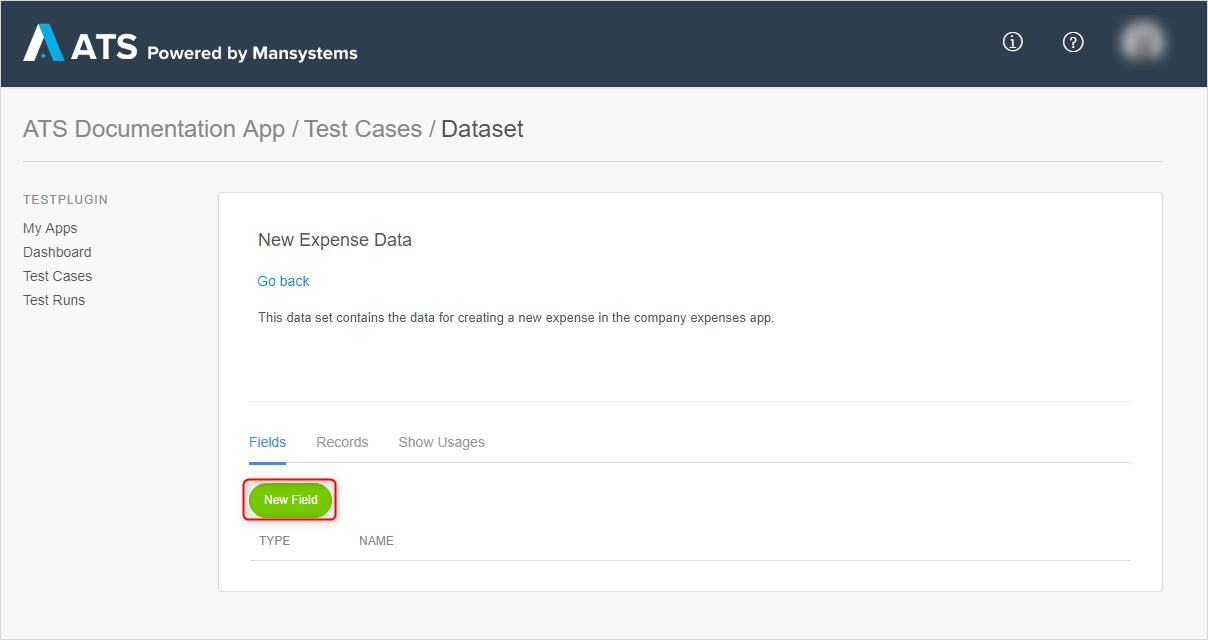 ATS Powered by Mansystems
ATS Documentation App / Test Cases / Dataset
TESTPLUGIN
My Apps
Dashboard
Test Cases
Test Runs
New Expense Data
Go back
This data set contains the data for creating a new expense in the company expenses app.
Fields Records Show Usages
New Field
TYPE NAME